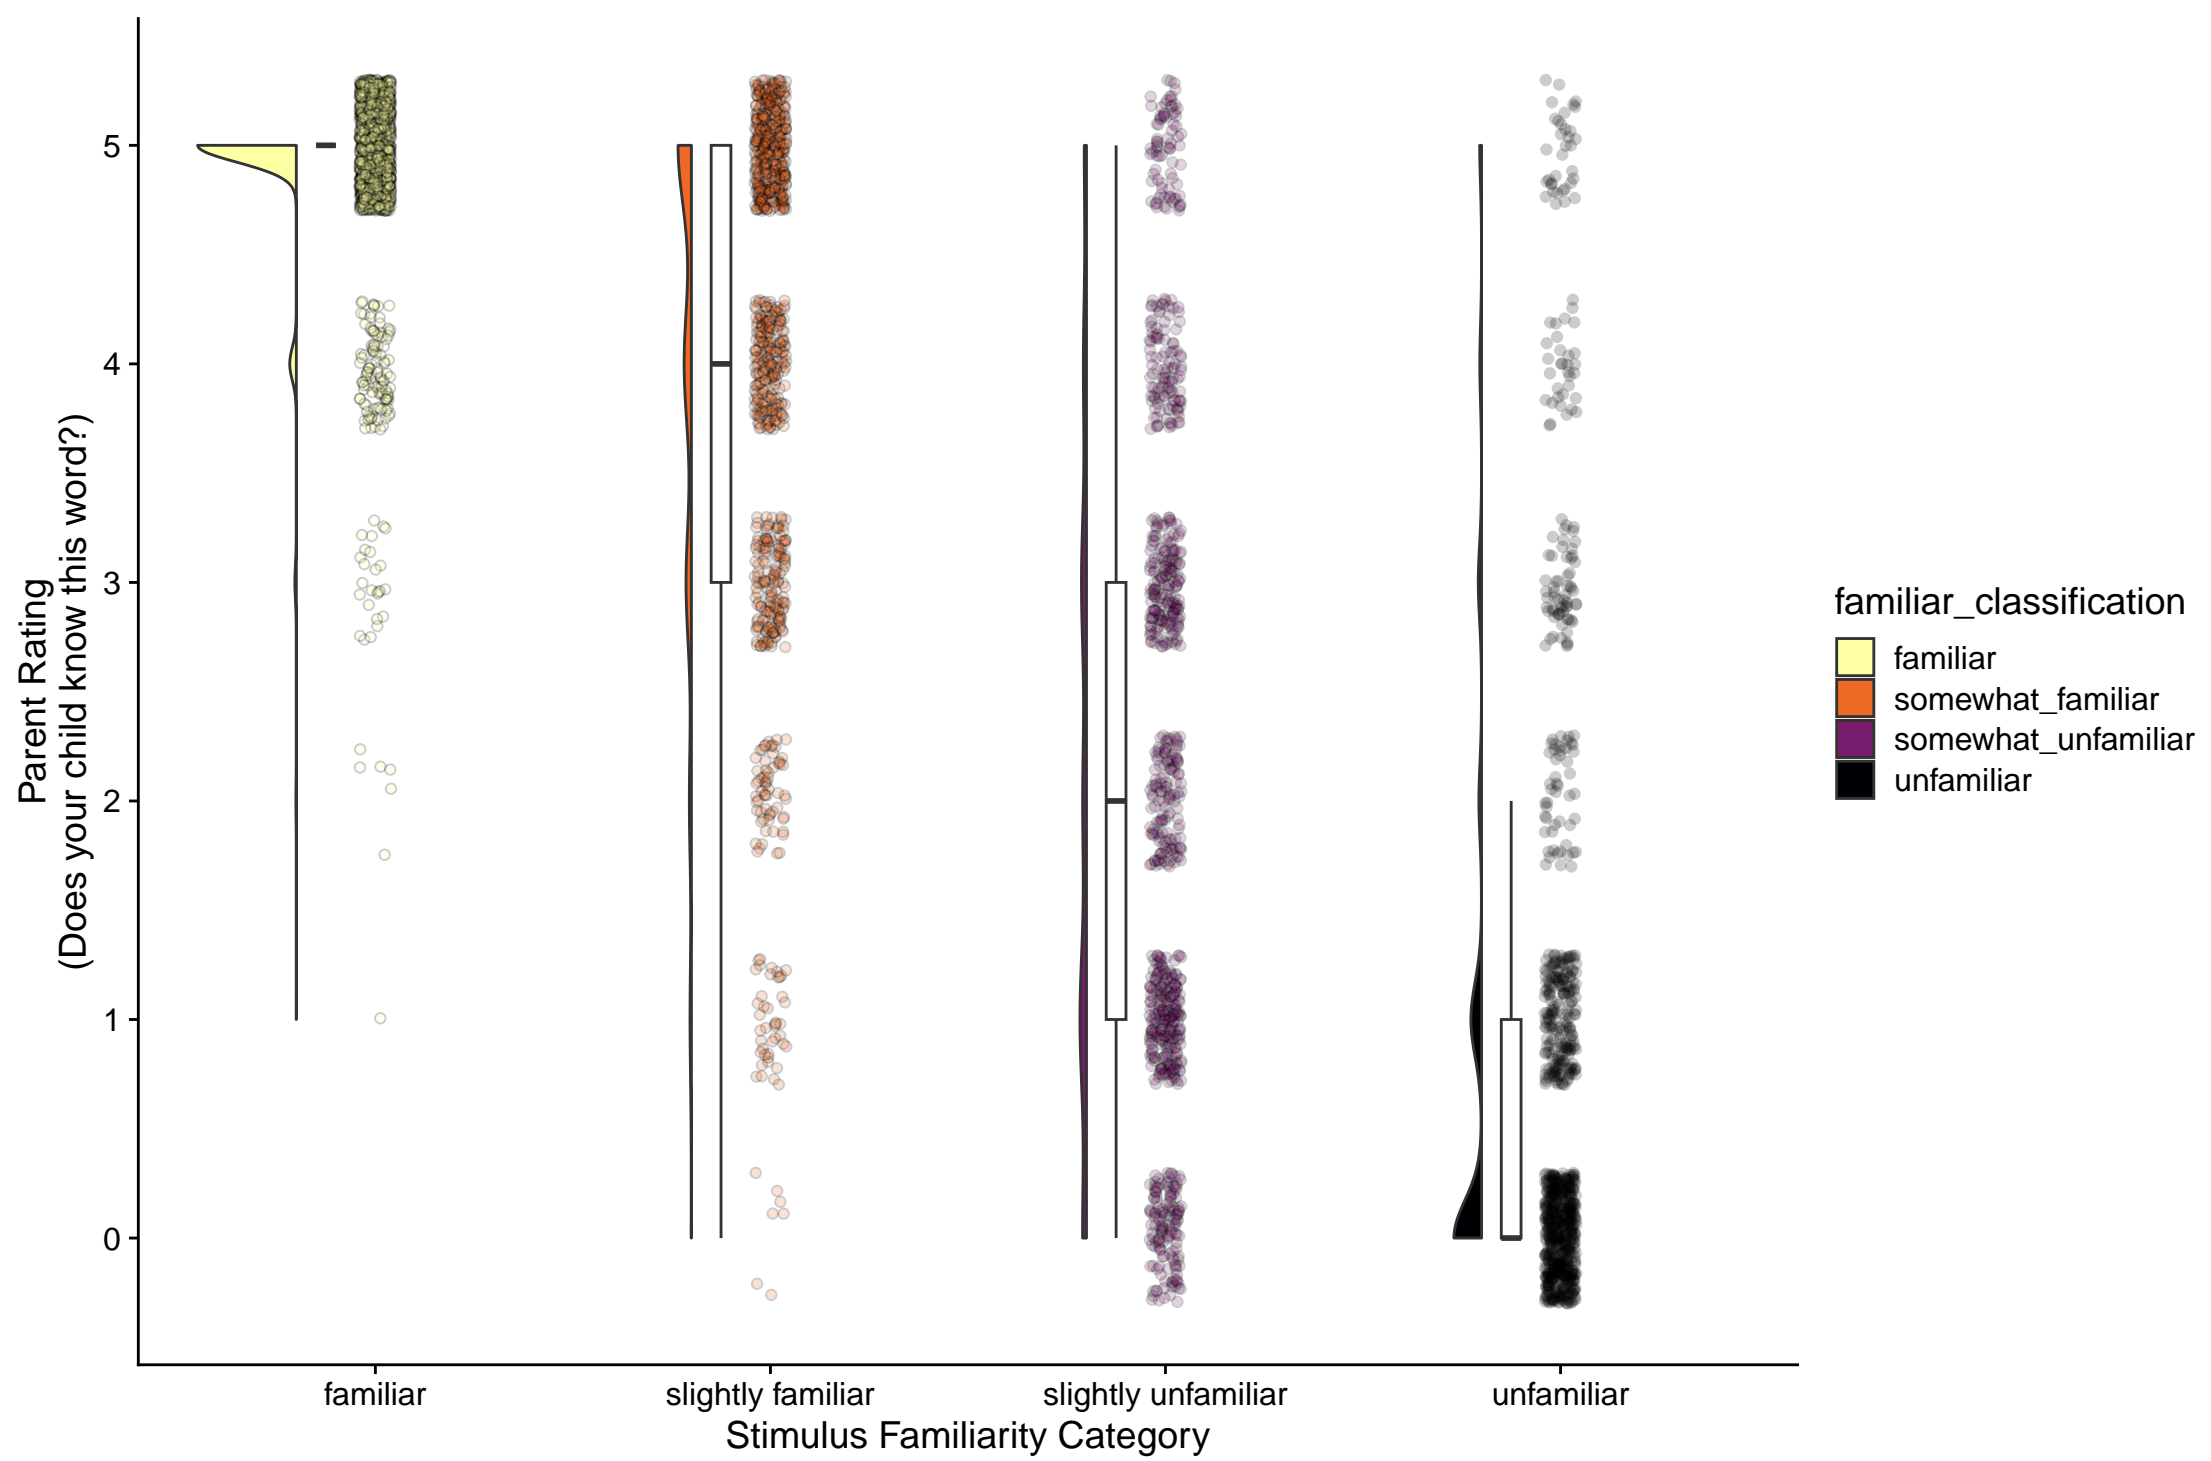 Parent Rating
(Does your child know this word?)
5
4
3
2
1
0
familiar
slightly familiar
slightly unfamiliar
unfamiliar
Stimulus Familiarity Category
familiar_classification
familiar
somewhat_familiar
somewhat_unfamiliar
unfamiliar